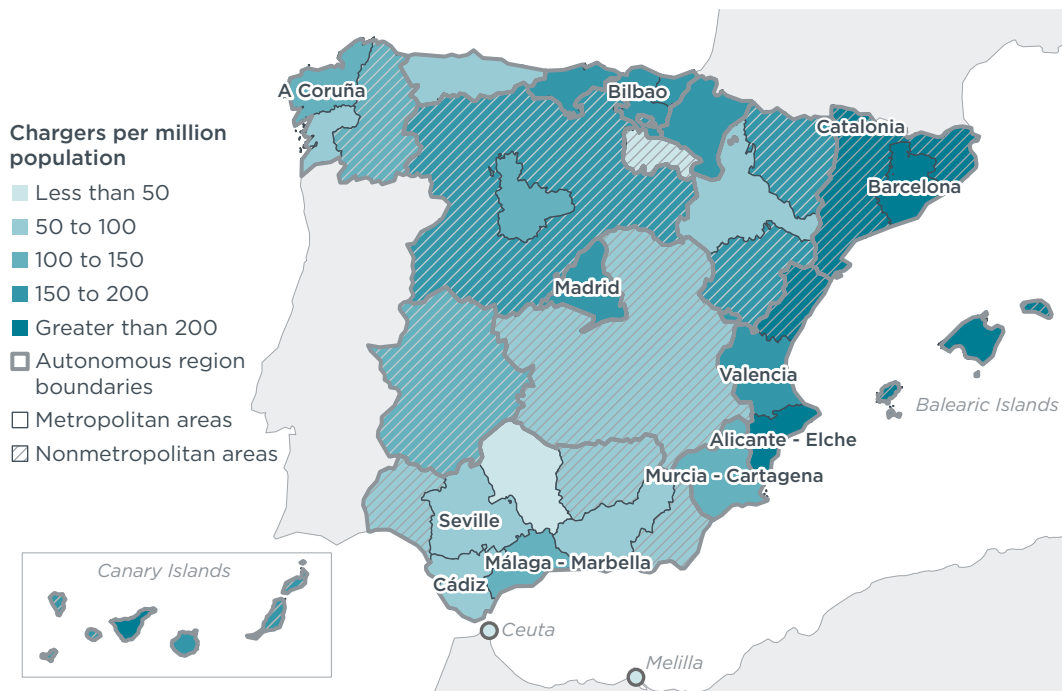 Chargers per million
population
Less than 50
50 to 100
100 to 150
150 to 200
Greater than 200
Autonomous region
boundaries
Metropolitan areas
Nonmetropolitan areas
A Coruña
Bilbao
Catalonia
Barcelona
Madrid
Valencia
Balearic Islands
Alicante - Elche
Murcia - Cartagena
Seville
Málaga - Marbella
Cádiz
Canary Islands
Ceuta
Melilla